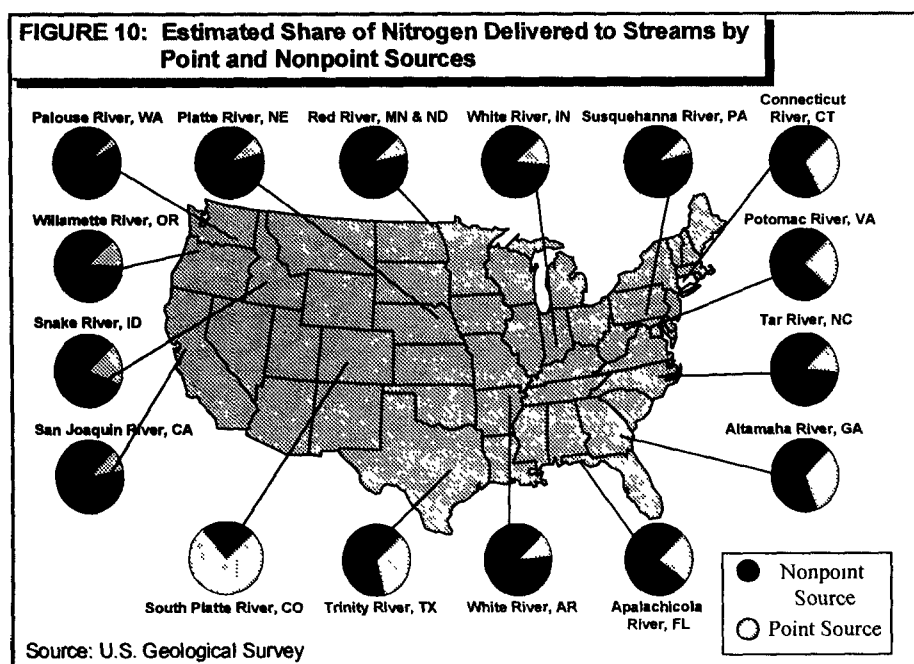 FIGURE 10: Estimated Share of Nitrogen Delivered to Streams by
Point and Nonpoint Sources
Palouse River, WA
Platte River, NE
Red River, MN & ND
White River, IN
Susquehanna River, PA
Connecticut
River, CT
Willamette River, OR
Potomac River, VA
Snake River, ID
Tar River, NC
San Joaquin River, CA
Altamaha River, GA
South Platte River, CO
Trinity River, TX
White River, AR
Apalachicola
River, FL
Nonpoint
Source
Point Source
Source: U.S. Geological Survey